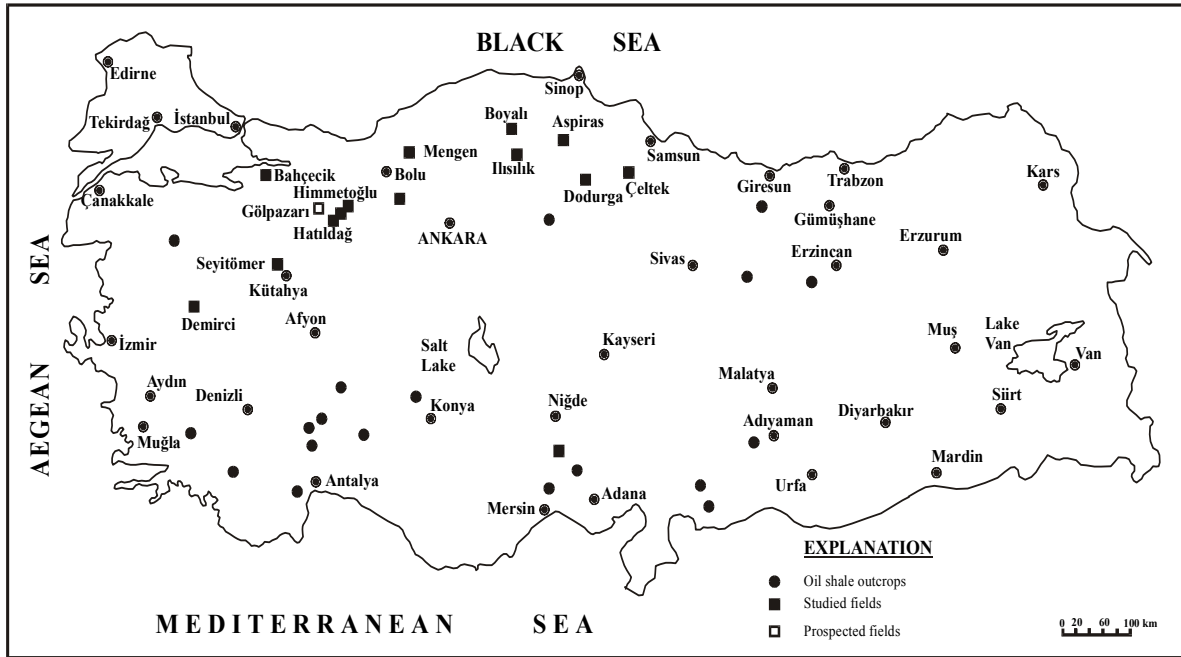 BLACK SEA
Edirne
Sinop
Tekirdağ
İstanbul
Boyalı
Aspiras
Samsun
Mengen
Ilısılık
Bolu
Bahçecik
Çanakkale
Himmetoğlu
Gölpazarı
Hatıldağ
Dodurga
Çeltek
Giresun
Trabzon
Kars
Gümüşhane
ANKARA
Erzurum
AEGEAN SEA
Seyitömer
Kütahya
Sivas
Erzincan
Demirci
Afyon
İzmir
Salt
Lake
Kayseri
Muş
Lake
Van
Van
Aydın
Denizli
Malatya
Siirt
Muğla
Konya
Niğde
Adıyaman
Diyarbakır
Antalya
Mersin
Adana
Urfa
Mardin
MEDITERRANEAN SEA
EXPLANATION
Oil shale outcrops
Studied fields
Prospected fields
0 20 60 100 km